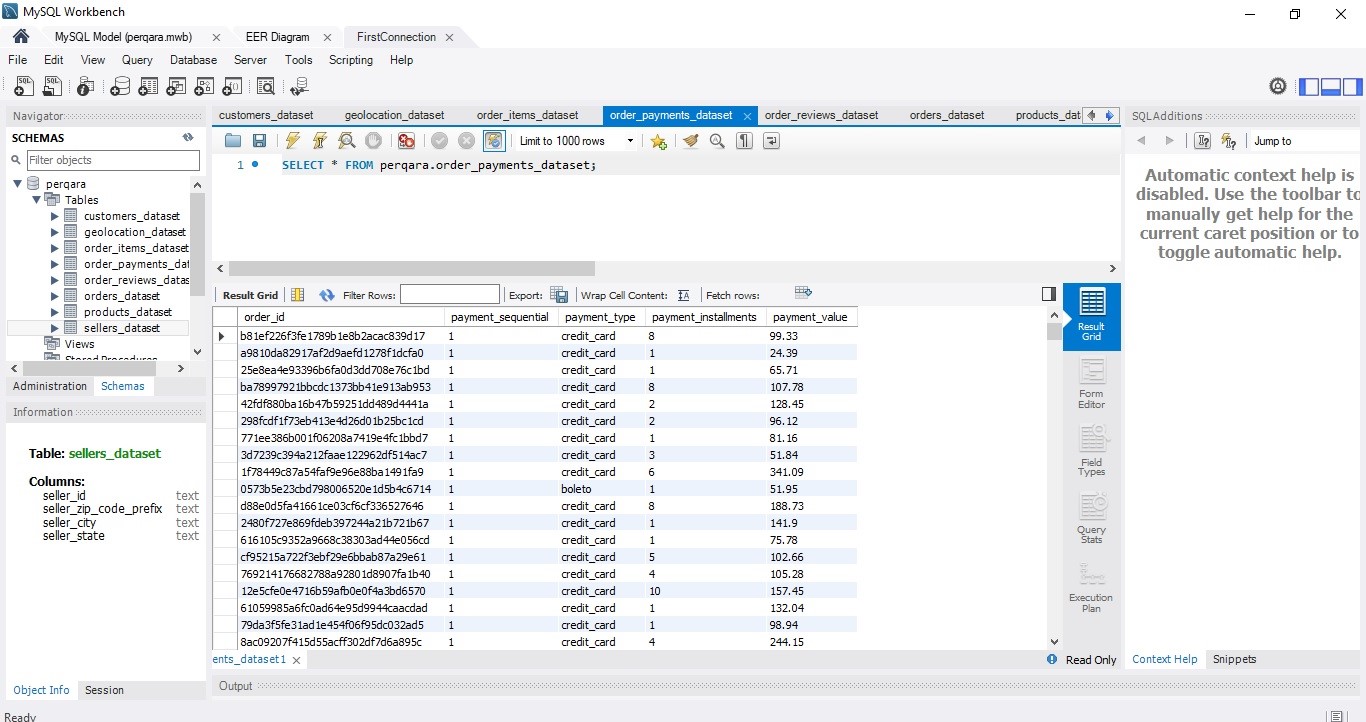 MySQL Workbench
MySQL Model (perqara.mwb) EER Diagram FirstConnection
File Edit View Query Database Server Tools Scripting Help
Navigator
SCHEMAS
Filter objects
perqara
Tables
customers_dataset
geolocation_dataset
order_items_dataset
order_payments_dat
order_reviews_datas
orders_dataset
products_dataset
sellers_dataset
Views
Stored Procedures
Administration Schemas
Information
Table: sellers_dataset
Columns:
seller_id text
seller_zip_code_prefix text
seller_city text
seller_state text
Object Info Session
Ready
customers_dataset geolocation_dataset order_items_dataset order_payments_dataset order_reviews_dataset orders_dataset products_dat
Limit to 1000 rows
1 SELECT * FROM perqara.order_payments_dataset;
Result Grid Filter Rows: Export: Wrap Cell Content: IA Fetch rows:
order_id payment_sequential payment_type payment_installments payment_value
b81ef226f3fe1789b1e8b2acac839d17 1 credit_card 8 99.33
a9810da82917af2d9aefd1278f1dcfa0 1 credit_card 1 24.39
25e8ea4e93396b6fa0d3dd708e76c1bd 1 credit_card 1 65.71
ba78997921bbcdc1373bb41e913ab953 1 credit_card 8 107.78
42fdf880ba16b47b59251dd489d4441a 1 credit_card 2 128.45
298fcdf1f73eb413e4d26d01b25bc1cd 1 credit_card 2 96.12
771ee386b001f06208a7419e4fc1bbd7 1 credit_card 1 81.16
3d7239c394a212faae122962df514ac7 1 credit_card 3 51.84
1f78449c87a54faf9e96e88ba1491fa9 1 credit_card 6 341.09
0573b5e23cbd798006520e1d5b4c6714 1 boleto 1 51.95
d88e0d5fa41661ce03cf6cf336527646 1 credit_card 8 188.73
2480f727e869fdeb397244a21b721b67 1 credit_card 1 141.9
616105c9352a9668c38303ad44e056cd 1 credit_card 1 75.78
cf95215a722f3ebf29e6bbab87a29e61 1 credit_card 5 102.66
769214176682788a92801d8907fa1b40 1 credit_card 4 105.28
12e5cfe0e4716b59afb0e0f4a3bd6570 1 credit_card 10 157.45
61059985a6fc0ad64e95d9944caacdad 1 credit_card 1 132.04
79da3f5fe31ad1e454f06f95dc032ad5 1 credit_card 1 98.94
8ac09207f415d55acff302df7d6a895c 1 credit_card 4 244.15
ents_dataset1
Read Only
Output
Result
Grid
Form
Editor
Field
Types
Query
Stats
Execution
Plan
SQLAdditions
Jump to
Automatic context help is
disabled. Use the toolbar to
manually get help for the
current caret position or to
toggle automatic help.
Context Help Snippets